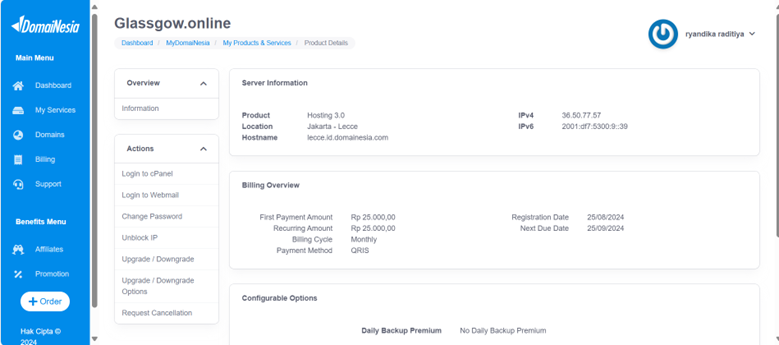 DomaiNesia
Main Menu
Dashboard
My Services
Domains
Billing
Support
Benefits Menu
Affiliates
Promotion
+ Order
Hak Cipta ©
2024
Glassgow.online
Dashboard / MyDomaiNesia / My Products & Services / Product Details
ryandika raditiya
Overview
Information
Actions
Login to cPanel
Login to Webmail
Change Password
Unblock IP
Upgrade / Downgrade
Upgrade / Downgrade
Options
Request Cancellation
Server Information
Product Hosting 3.0 IPv4 36.50.77.57
Location Jakarta - Lecce IPv6 2001:df7:5300:9::39
Hostname lecce.id.domainesia.com
Billing Overview
First Payment Amount Rp 25.000,00 Registration Date 25/08/2024
Recurring Amount Rp 25.000,00 Next Due Date 25/09/2024
Billing Cycle Monthly
Payment Method QRIS
Configurable Options
Daily Backup Premium No Daily Backup Premium